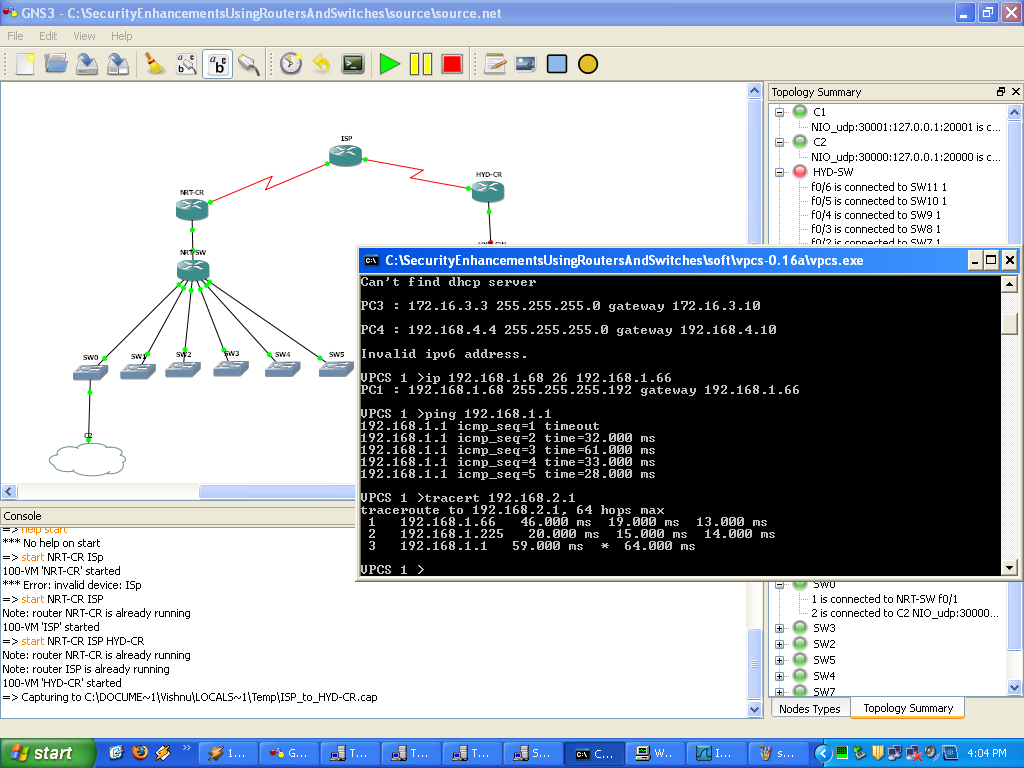 GNS3 - C:\SecurityEnhancementsUsingRoutersAndSwitches\source\source.net
File Edit View Help
ISP
HYD-CR
NRT-CR
NRT-SW
SW0
SW1
SW2
SW3
SW4
SW5
C2
Topology Summary
C1
NIO_udp:30001:127.0.0.1:20001 is c...
C2
NIO_udp:30000:127.0.0.1:20000 is c...
HYD-SW
f0/6 is connected to SW11 1
f0/5 is connected to SW10 1
f0/4 is connected to SW9 1
f0/3 is connected to SW8 1
f0/2 is connected to SW7 1
C:\SecurityEnhancementsUsingRoutersAndSwitches\soft\vpcs-0.16a\vpcs.exe
Can't find dhcp server
PC3 : 172.16.3.3 255.255.255.0 gateway 172.16.3.10
PC4 : 192.168.4.4 255.255.255.0 gateway 192.168.4.10
Invalid ipv6 address.
VPCS 1 >ip 192.168.1.68 26 192.168.1.66
PC1 : 192.168.1.68 255.255.255.192 gateway 192.168.1.66
VPCS 1 >ping 192.168.1.1
192.168.1.1 icmp_seq=1 timeout
192.168.1.1 icmp_seq=2 time=32.000 ms
192.168.1.1 icmp_seq=3 time=61.000 ms
192.168.1.1 icmp_seq=4 time=33.000 ms
192.168.1.1 icmp_seq=5 time=28.000 ms
VPCS 1 >tracert 192.168.2.1
traceroute to 192.168.2.1, 64 hops max
1 192.168.1.66 46.000 ms 19.000 ms 13.000 ms
2 192.168.1.225 20.000 ms 15.000 ms 14.000 ms
3 192.168.1.1 59.000 ms * 64.000 ms
VPCS 1 >
Console
=> help start
*** No help on start
=> start NRT-CR ISp
100-VM 'NRT-CR' started
*** Error: invalid device: ISp
=> start NRT-CR ISP
Note: router NRT-CR is already running
100-VM 'ISP' started
=> start NRT-CR ISP HYD-CR
Note: router NRT-CR is already running
Note: router ISP is already running
100-VM 'HYD-CR' started
=> Capturing to C:\DOCUME~1\Vishnu\LOCALS~1\Temp\ISP_to_HYD-CR.cap
SW0
1 is connected to NRT-SW f0/1
2 is connected to C2 NIO_udp:30000...
SW3
SW2
SW5
SW4
SW7
Nodes Types
Topology Summary
start
1...
G...
T...
T...
T...
S...
C...
W...
I...
s...
4:04 PM